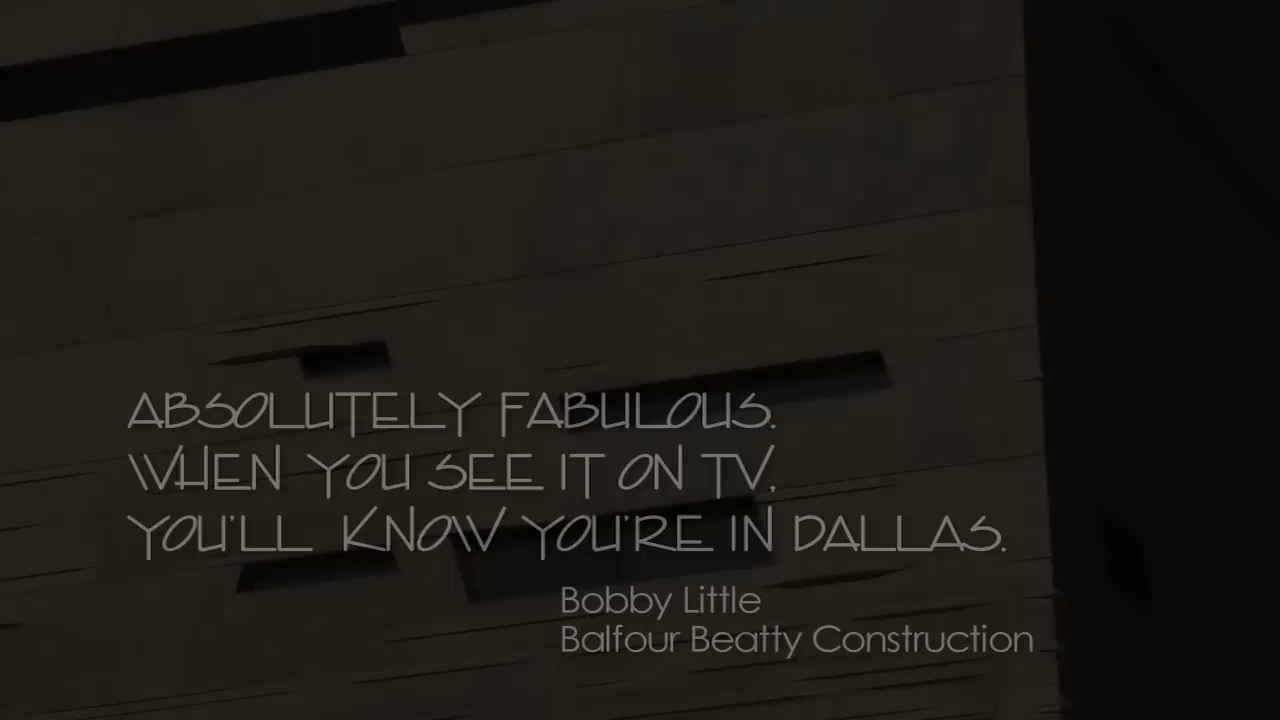 ABSOLUTELY FABULOUS.
WHEN YOU SEE IT ON TV,
YOU'LL KNOW YOU'RE IN DALLAS.
Bobby Little
Balfour Beatty Construction